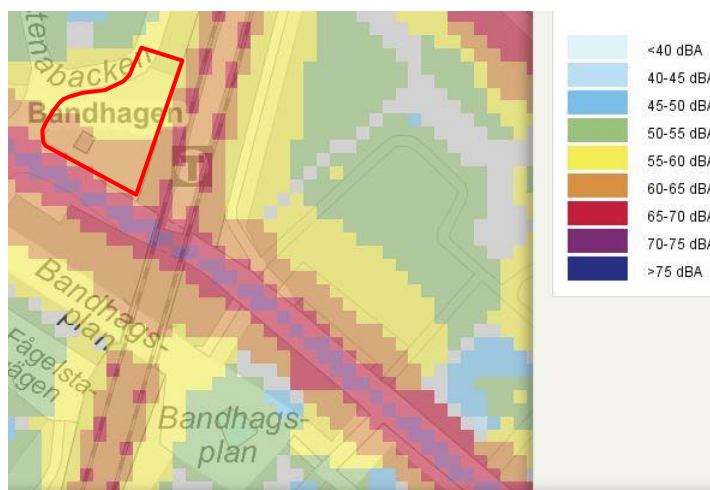 stenabacken
Bandhagen
T
Bandhags-
plan
Fågelsta-
vägen
Bandhags-
plan
<40 dBA
40-45 dBA
45-50 dBA
50-55 dBA
55-60 dBA
60-65 dBA
65-70 dBA
70-75 dBA
>75 dBA